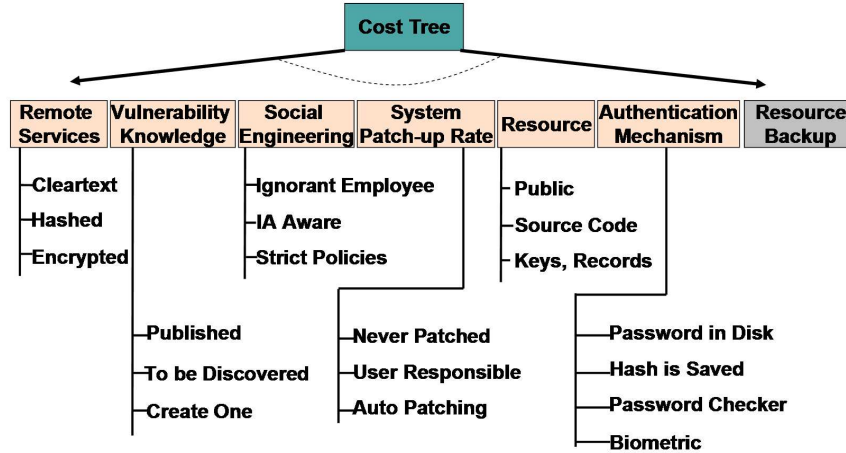 Cost Tree
Remote
Services
Vulnerability
Knowledge
Social
Engineering
System
Patch-up Rate
Resource
Authentication
Mechanism
Resource
Backup
Cleartext
Hashed
Encrypted
Published
To be Discovered
Create One
Ignorant Employee
IA Aware
Strict Policies
Never Patched
User Responsible
Auto Patching
Public
Source Code
Keys, Records
Password in Disk
Hash is Saved
Password Checker
Biometric